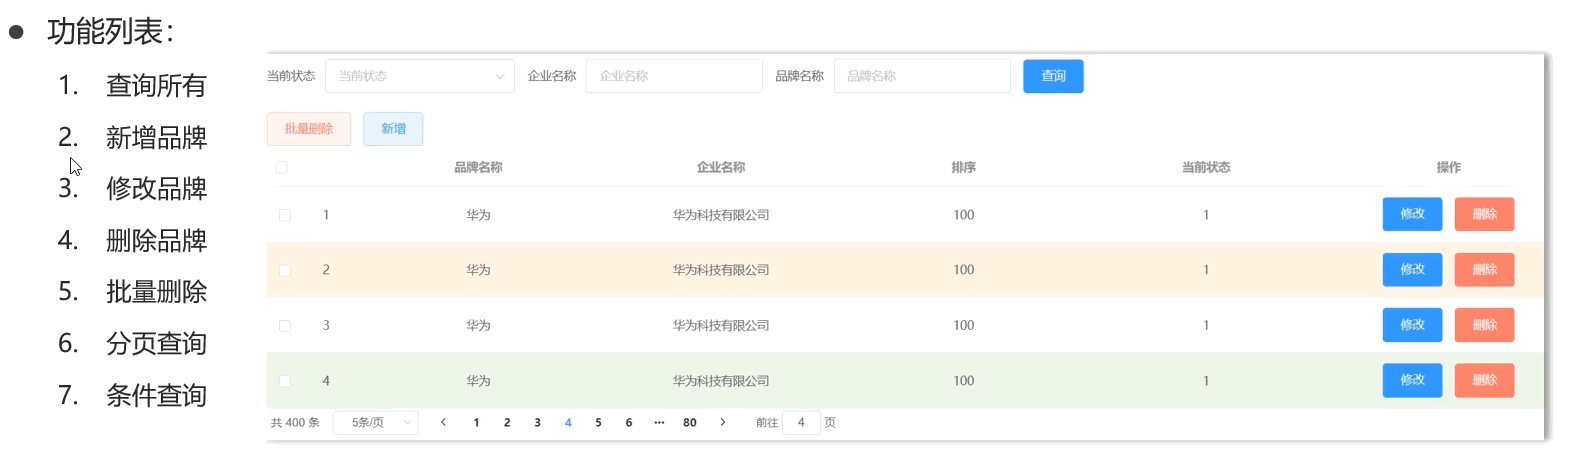 ● 功能列表：
1. 查询所有
2. 新增品牌
3. 修改品牌
4. 删除品牌
5. 批量删除
6. 分页查询
7. 条件查询
当前状态 当前状态 企业名称 企业名称 品牌名称 品牌名称 查询
批量删除 新增
品牌名称 企业名称 排序 当前状态 操作
1 华为 华为科技有限公司 100 1 修改 删除
2 华为 华为科技有限公司 100 1 修改 删除
3 华为 华为科技有限公司 100 1 修改 删除
4 华为 华为科技有限公司 100 1 修改 删除
共 400 条 5条/页 < 1 2 3 4 5 6 ··· 80 > 前往 4 页